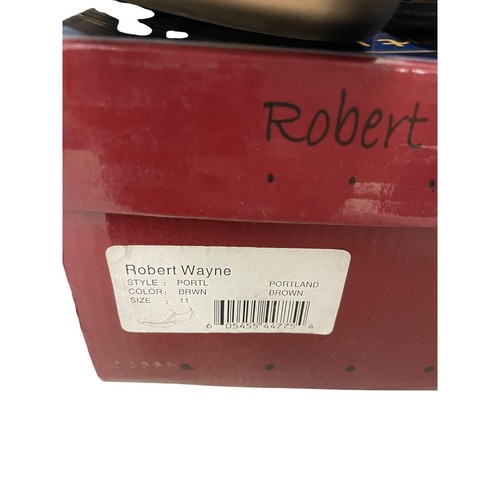 Robert
Robert Wayne
STYLE : PORTL PORTLAND
COLOR: BRWN BROWN
SIZE : 11
6 05455 44775 4